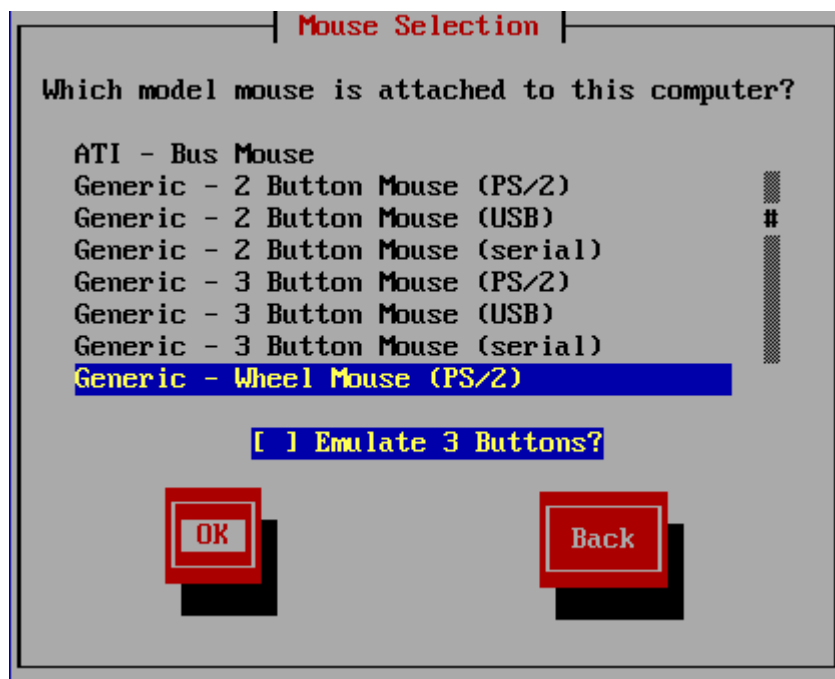 Mouse Selection
Which model mouse is attached to this computer?
ATI - Bus Mouse
Generic - 2 Button Mouse (PS/2)
Generic - 2 Button Mouse (USB)
#
Generic - 2 Button Mouse (serial)
Generic - 3 Button Mouse (PS/2)
Generic - 3 Button Mouse (USB)
Generic - 3 Button Mouse (serial)
Generic - Wheel Mouse (PS/2)
[ ] Emulate 3 Buttons?
OK
Back